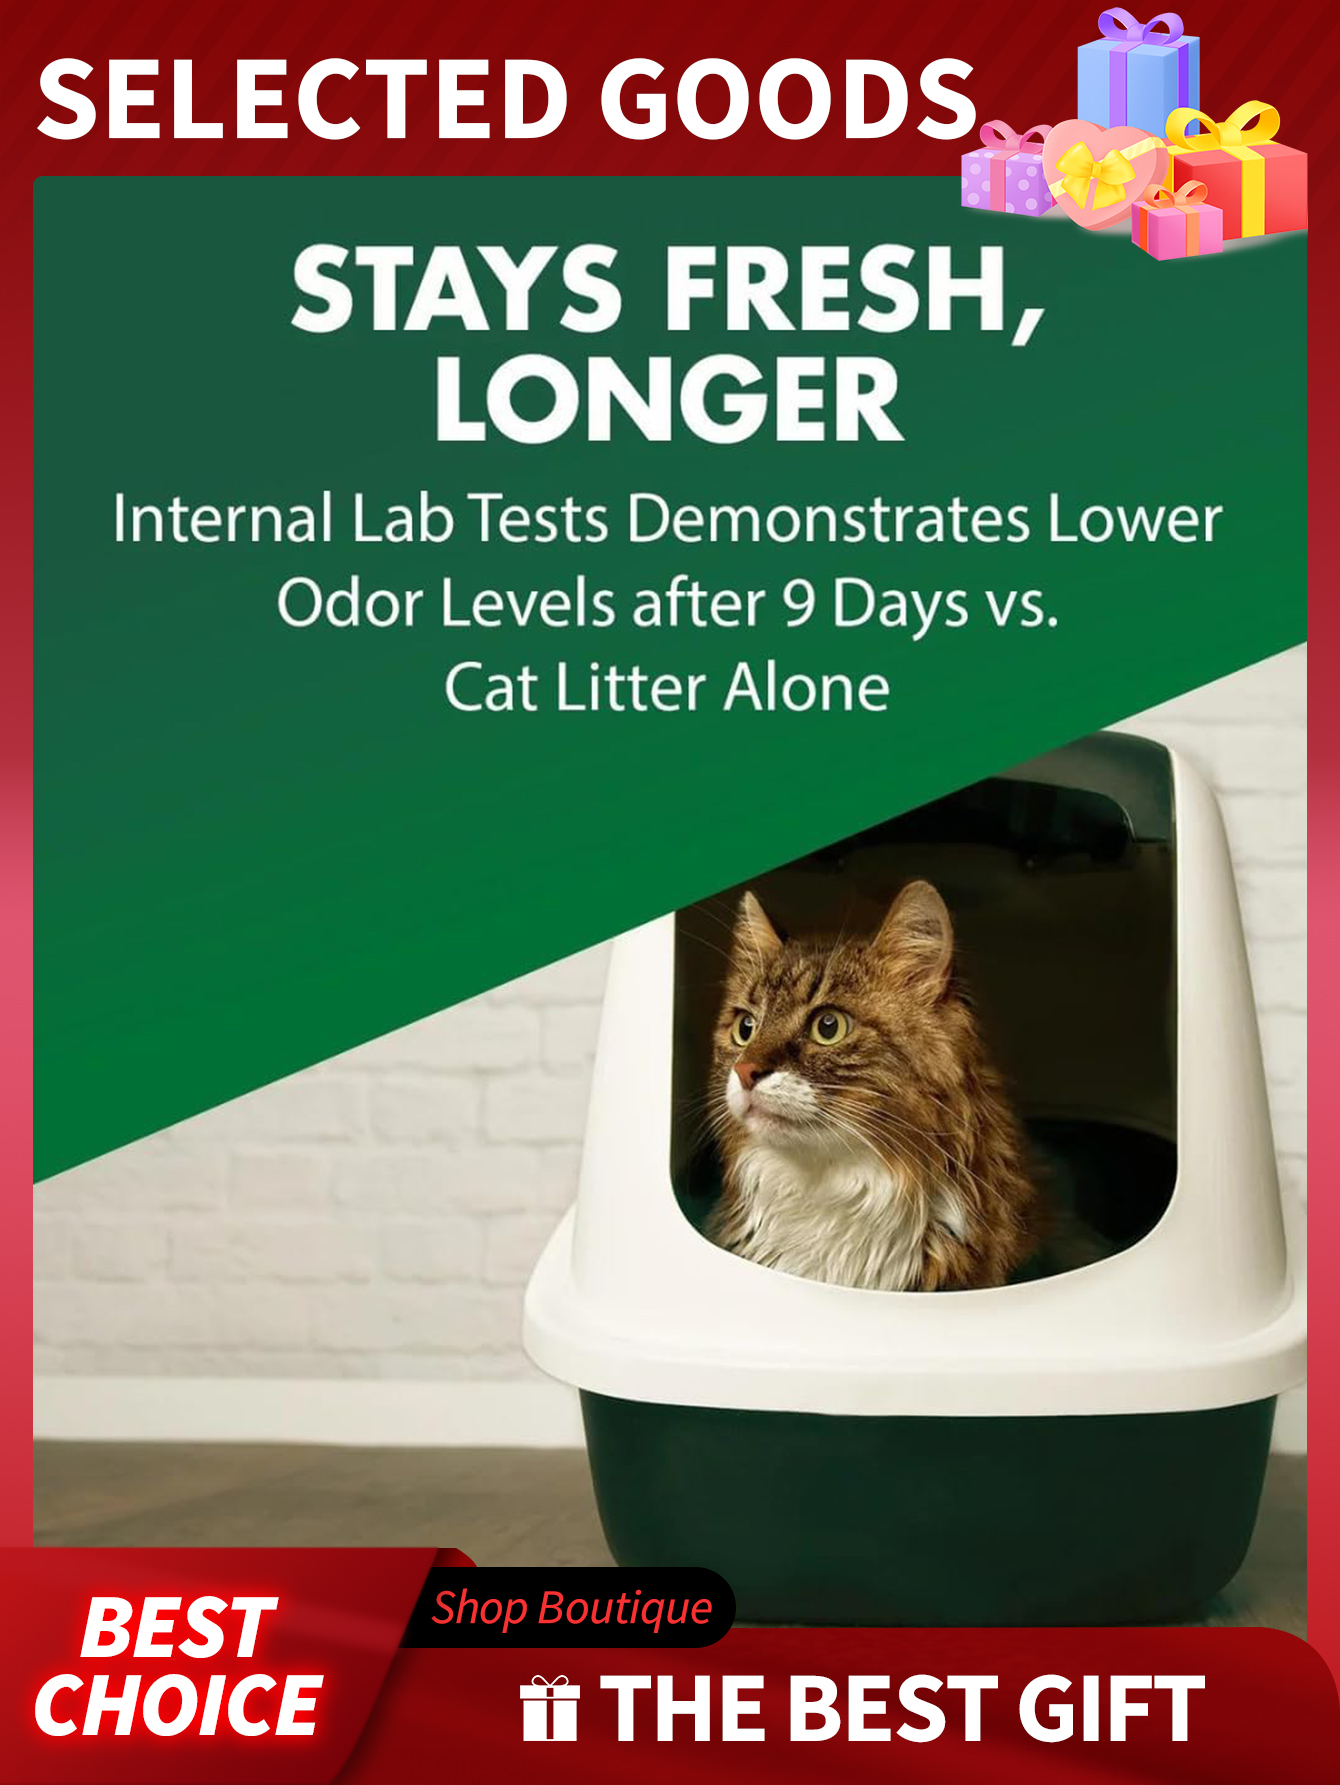 SELECTED GOODS
STAYS FRESH,
LONGER
Internal Lab Tests Demonstrates Lower
Odor Levels after 9 Days vs.
Cat Litter Alone
Shop Boutique
BEST
CHOICE
THE BEST GIFT